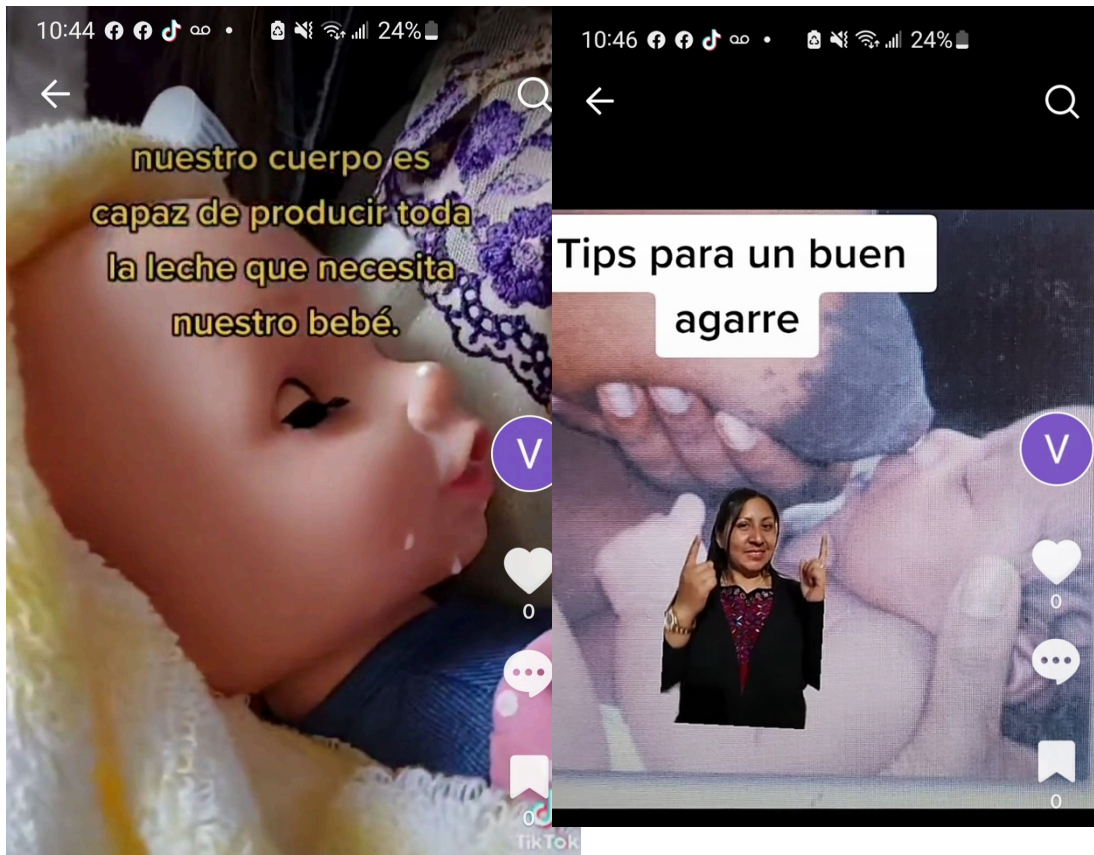 10:44
24%
nuestro cuerpo es
capaz de producir toda
la leche que necesita
nuestro bebé.
V
0
0
TikTok
10:46
24%
Tips para un buen
agarre
V
0
0